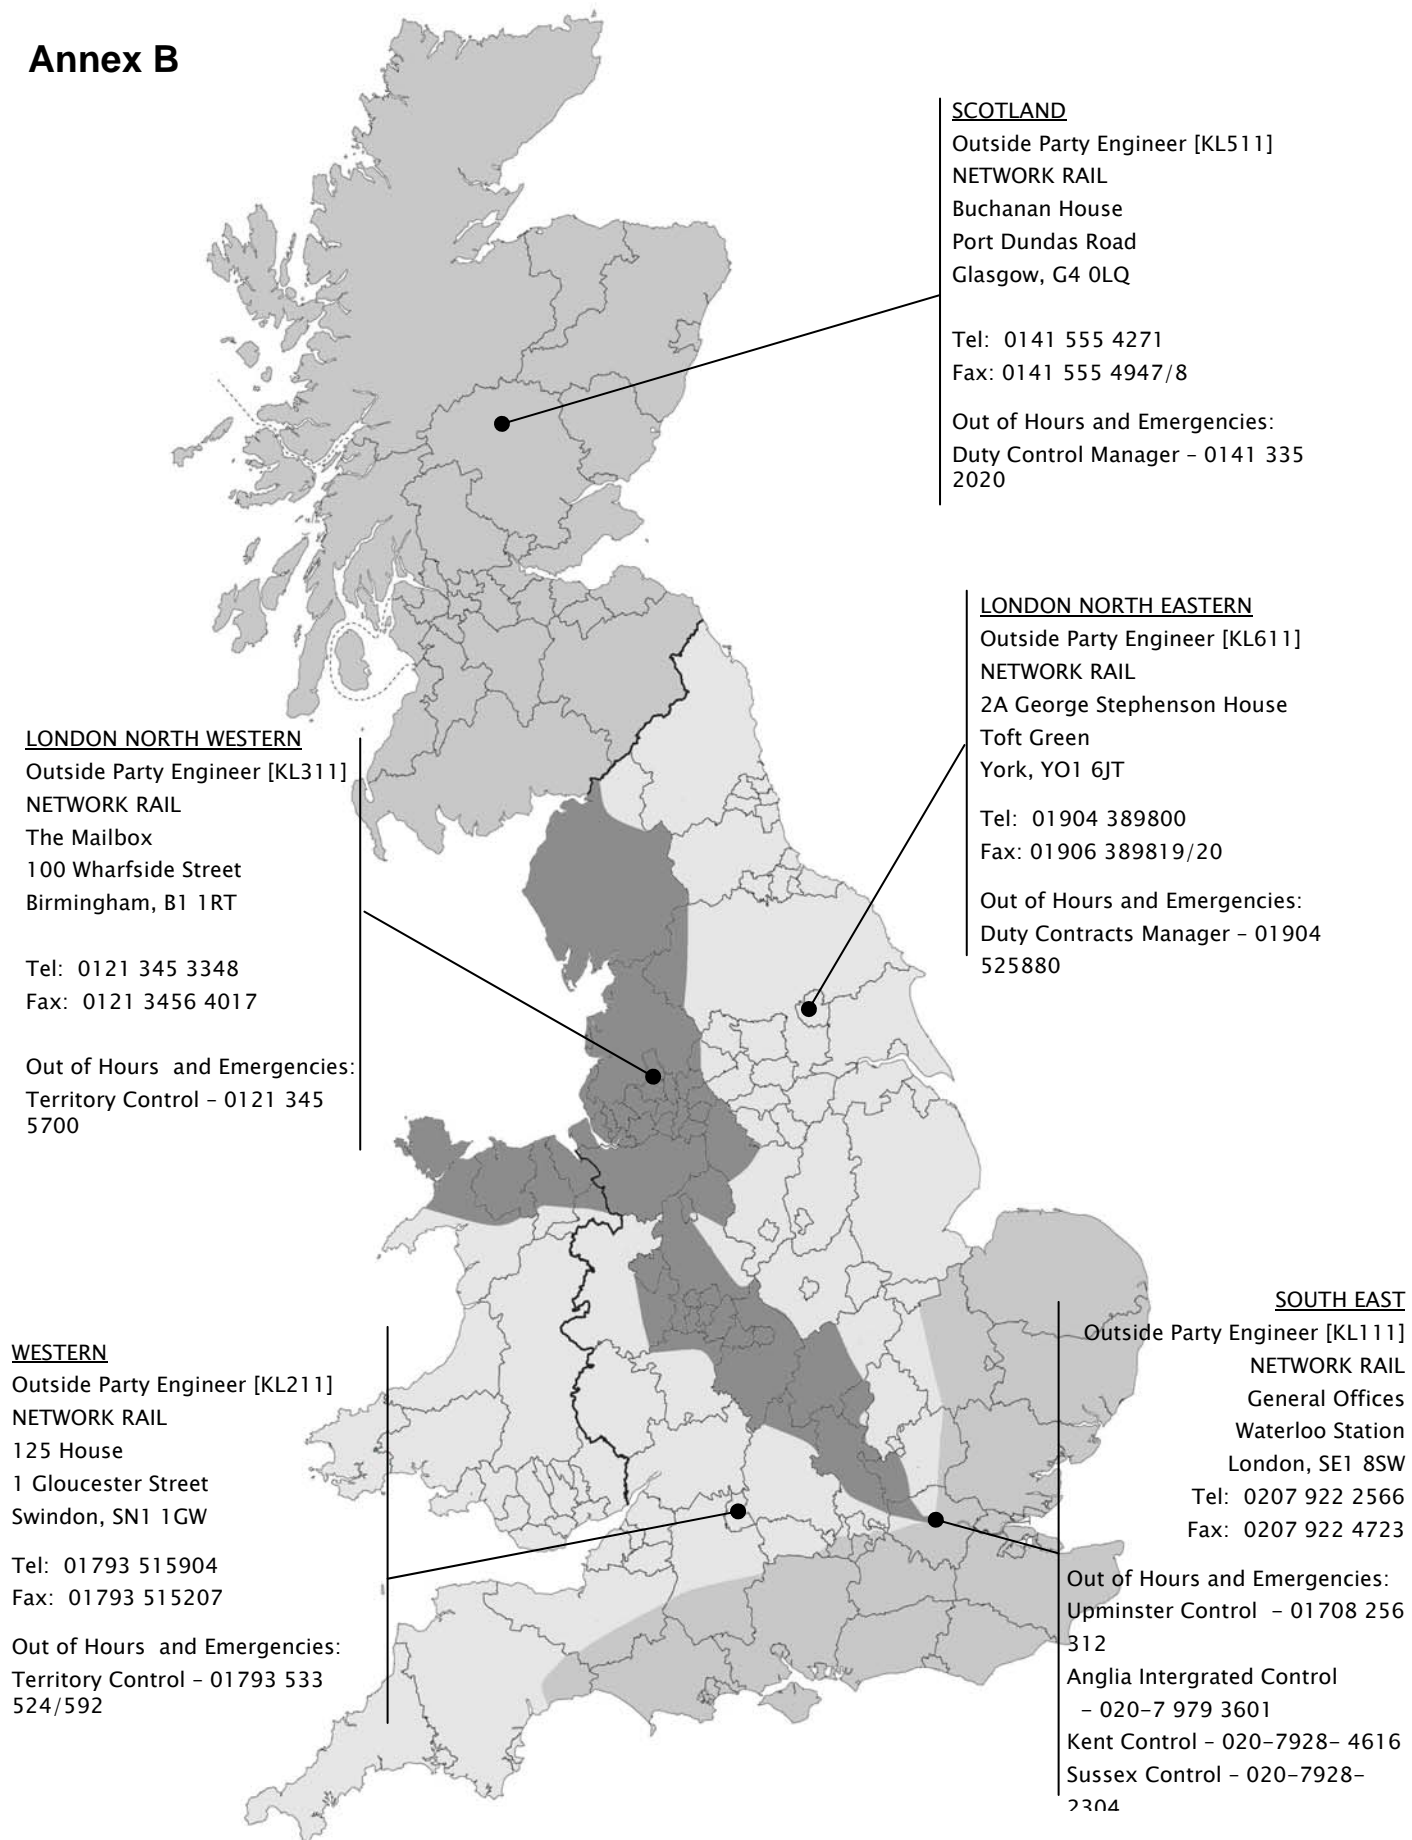 Annex B
SCOTLAND
Outside Party Engineer [KL511]
NETWORK RAIL
Buchanan House
Port Dundas Road
Glasgow, G4 0LQ
Tel: 0141 555 4271
Fax: 0141 555 4947/8
Out of Hours and Emergencies:
Duty Control Manager – 0141 335
2020
LONDON NORTH EASTERN
Outside Party Engineer [KL611]
NETWORK RAIL
2A George Stephenson House
Toft Green
York, YO1 6JT
Tel: 01904 389800
Fax: 01906 389819/20
Out of Hours and Emergencies:
Duty Contracts Manager – 01904
525880
LONDON NORTH WESTERN
Outside Party Engineer [KL311]
NETWORK RAIL
The Mailbox
100 Wharfside Street
Birmingham, B1 1RT
Tel: 0121 345 3348
Fax: 0121 3456 4017
Out of Hours and Emergencies:
Territory Control – 0121 345
5700
WESTERN
Outside Party Engineer [KL211]
NETWORK RAIL
125 House
1 Gloucester Street
Swindon, SN1 1GW
Tel: 01793 515904
Fax: 01793 515207
Out of Hours and Emergencies:
Territory Control – 01793 533
524/592
SOUTH EAST
Outside Party Engineer [KL111]
NETWORK RAIL
General Offices
Waterloo Station
London, SE1 8SW
Tel: 0207 922 2566
Fax: 0207 922 4723
Out of Hours and Emergencies:
Upminster Control – 01708 256
312
Anglia Intergrated Control
– 020-7 979 3601
Kent Control – 020-7928- 4616
Sussex Control – 020-7928-
2304